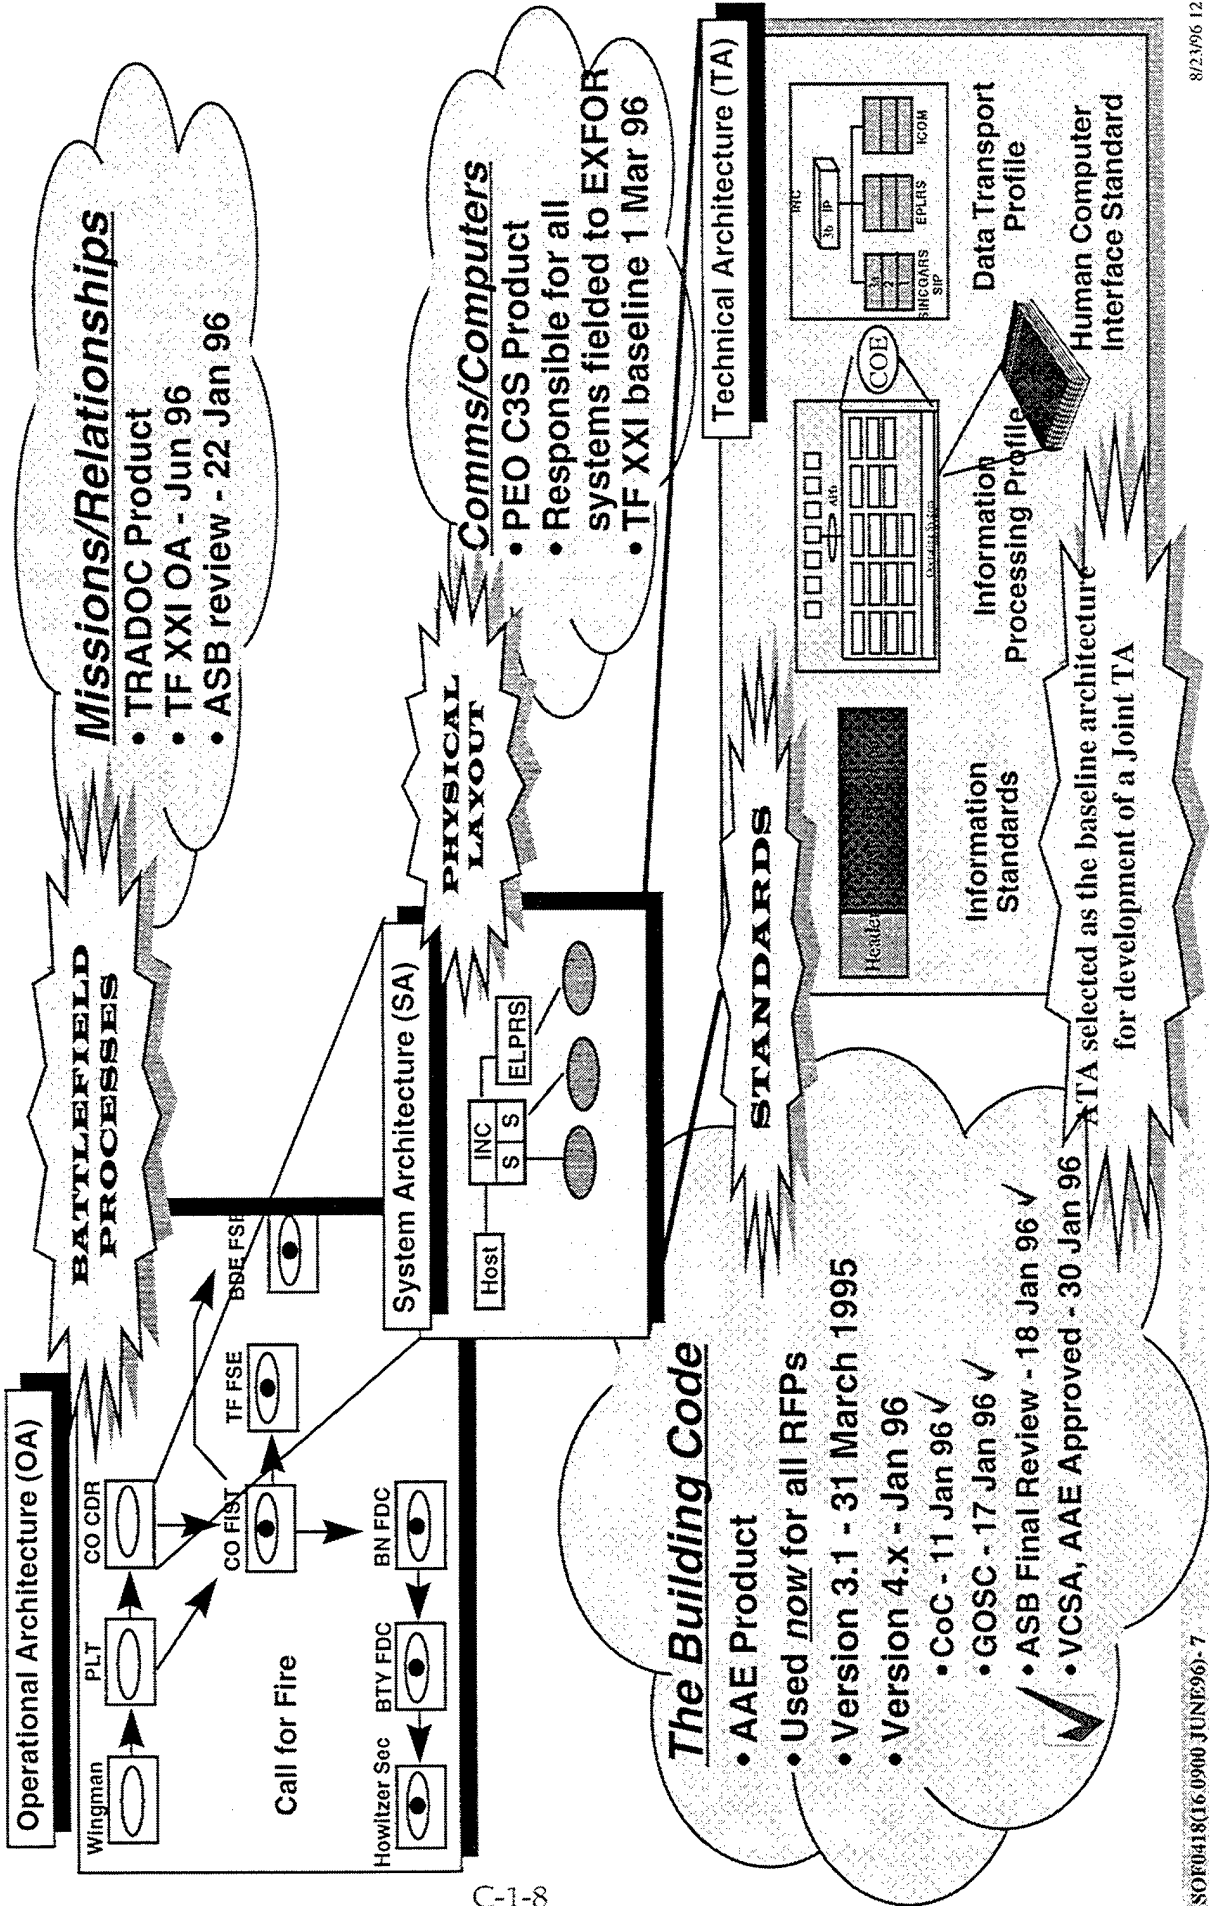 Operational Architecture (OA)
Wingman
PLT
CO CDR
CO FIST
TF FSE
BDE FSE
Call for Fire
Howitzer Sec
BTY FDC
BN FDC
BATTLEFIELD
PROCESSES
Missions/Relationships
• TRADOC Product
• TF XXI OA - Jun 96
• ASB review - 22 Jan 96
System Architecture (SA)
Host
INC
S S
ELPRS
PHYSICAL
LAYOUT
Comms/Computers
• PEO C3S Product
• Responsible for all
systems fielded to EXFOR
• TF XXI baseline 1 Mar 96
The Building Code
• AAE Product
• Used now for all RFPs
• Version 3.1 - 31 March 1995
• Version 4.x - Jan 96
• CoC - 11 Jan 96 ✓
• GOSC - 17 Jan 96 ✓
• ASB Final Review - 18 Jan 96 ✓
• VCSA, AAE Approved - 30 Jan 96
STANDARDS
Technical Architecture (TA)
Header
Information
Standards
APIs
Operating System
COE
Information
Processing Profile
INC
3b IP
3a
2
1
SINCGARS
SIP
EPLRS
Data Transport
Profile
Human Computer
Interface Standard
ATA selected as the baseline architecture
for development of a Joint TA
SOF0418(16.0900 JUNE96)- 7
8/23/96 12
C-1-8